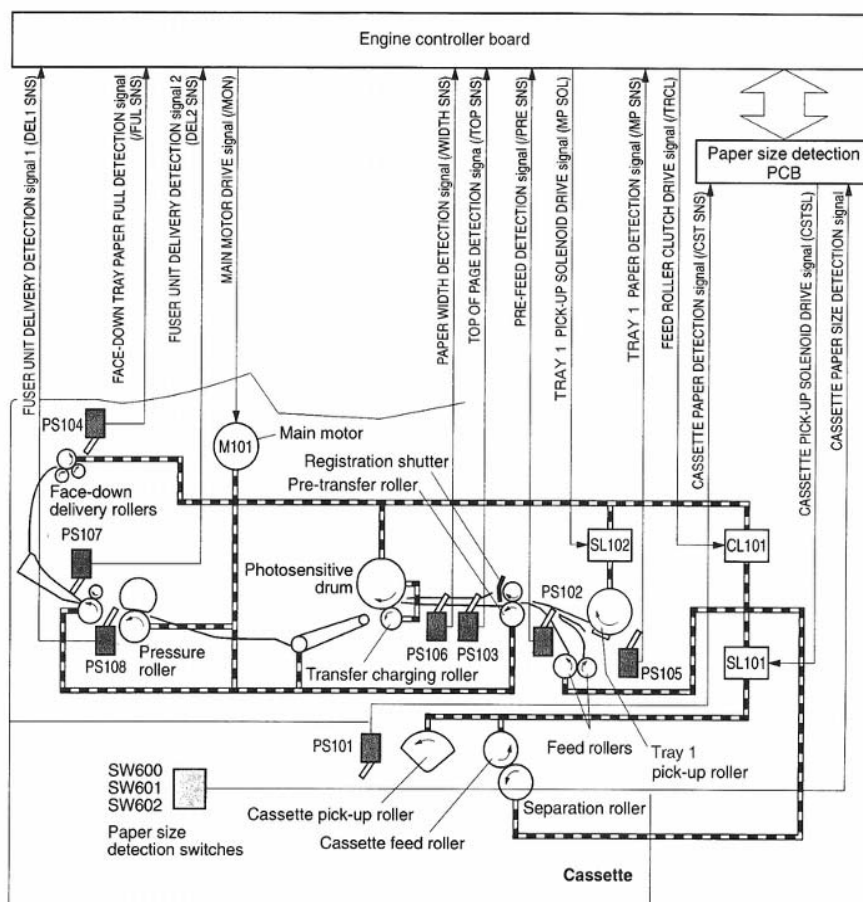 Engine controller board
Paper size detection
PCB
FUSER UNIT DELIVERY DETECTION signal 1 (DEL1 SNS)
FACE-DOWN TRAY PAPER FULL DETECTION signal
(/FUL SNS)
FUSER UNIT DELIVERY DETECTION signal 2
(DEL2 SNS)
MAIN MOTOR DRIVE signal (/MON)
PAPER WIDTH DETECTION signal (/WIDTH SNS)
TOP OF PAGE DETECTION signa (/TOP SNS)
PRE-FEED DETECTION signal (/PRE SNS)
TRAY 1 PICK-UP SOLENOID DRIVE signal (MP SOL)
TRAY 1 PAPER DETECTION signal (/MP SNS)
FEED ROLLER CLUTCH DRIVE signal (/TRCL)
CASSETTE PAPER DETECTION signal (/CST SNS)
CASSETTE PICK-UP SOLENOID DRIVE signal (CSTSL)
CASSETTE PAPER SIZE DETECTION signal
PS104
M101
Main motor
Registration shutter
Pre-transfer roller
Face-down
delivery rollers
PS107
SL102
CL101
Photosensitive
drum
PS102
PS108
Pressure
roller
PS106
PS103
PS105
SL101
Transfer charging roller
PS101
Feed rollers
Tray 1
pick-up roller
SW600
SW601
SW602
Paper size
detection switches
Cassette pick-up roller
Cassette feed roller
Separation roller
Cassette